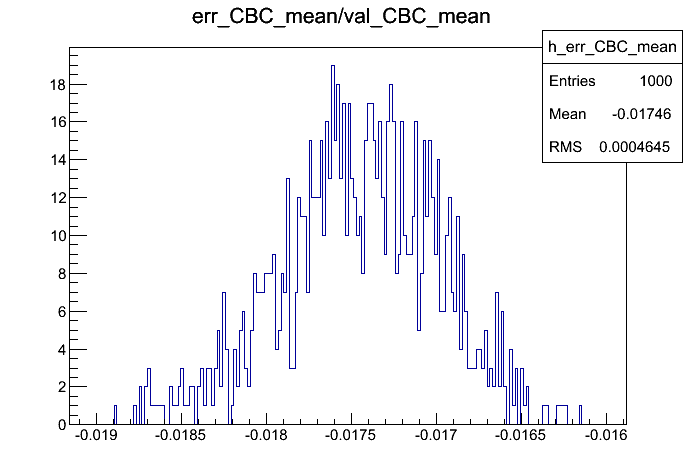 err_CBC_mean/val_CBC_mean
h_err_CBC_mean
Entries 1000
Mean -0.01746
RMS 0.0004645
18
16
14
12
10
8
6
4
2
0
-0.019 -0.0185 -0.018 -0.0175 -0.017 -0.0165 -0.016